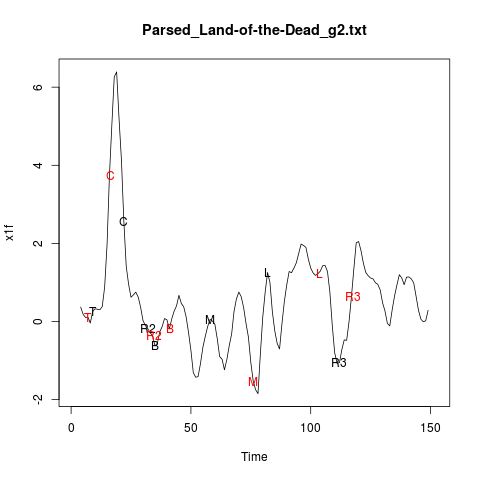 Parsed_Land-of-the-Dead_g2.txt
x1f
6
4
2
0
-2
C
C
T
T
R2
R2
B
B
M
M
L
L
R3
R3
0
50
100
150
Time